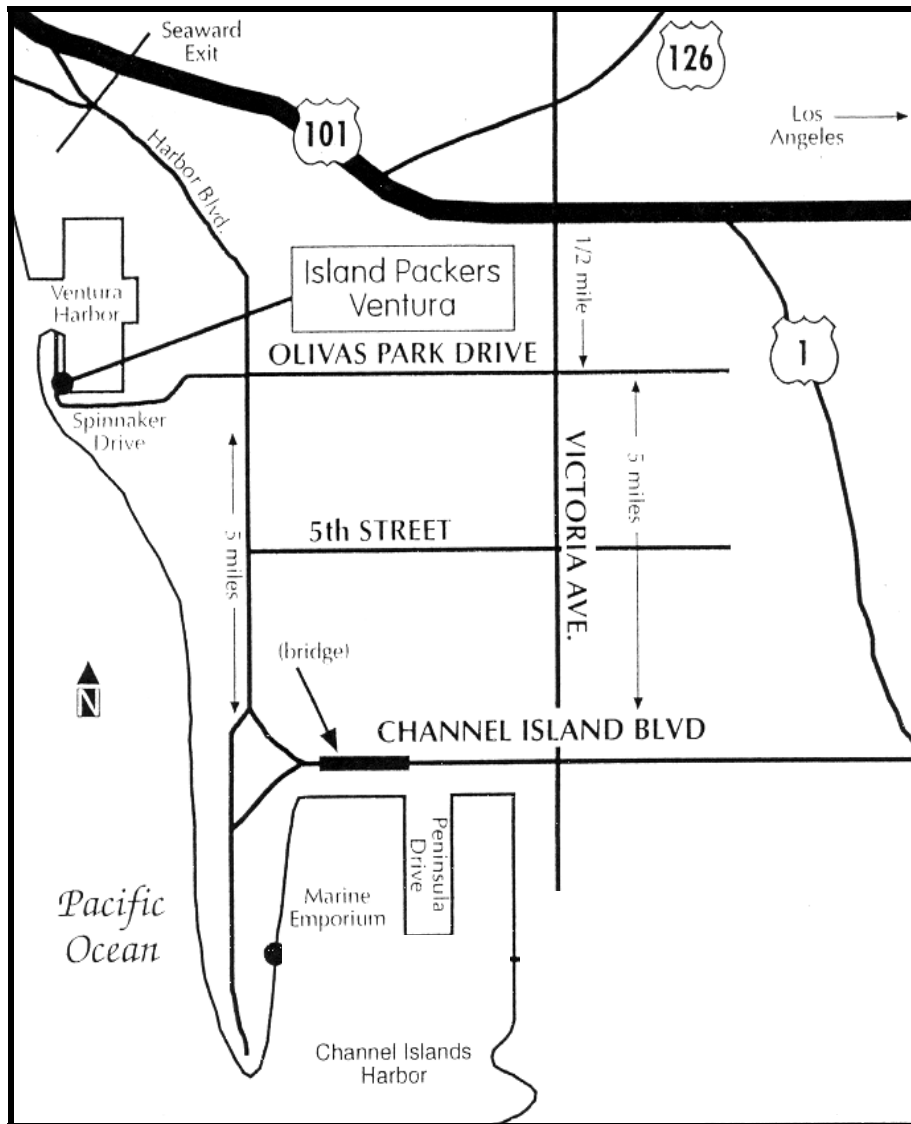 Seaward
Exit
126
Los
Angeles
101
Harbor Blvd.
1/2 mile
Island Packers
Ventura
Ventura
Harbor
1
OLIVAS PARK DRIVE
Spinnaker
Drive
5 miles
VICTORIA AVE.
5 miles
5th STREET
(bridge)
N
CHANNEL ISLAND BLVD
Peninsula
Drive
Marine
Emporium
Pacific
Ocean
Channel Islands
Harbor